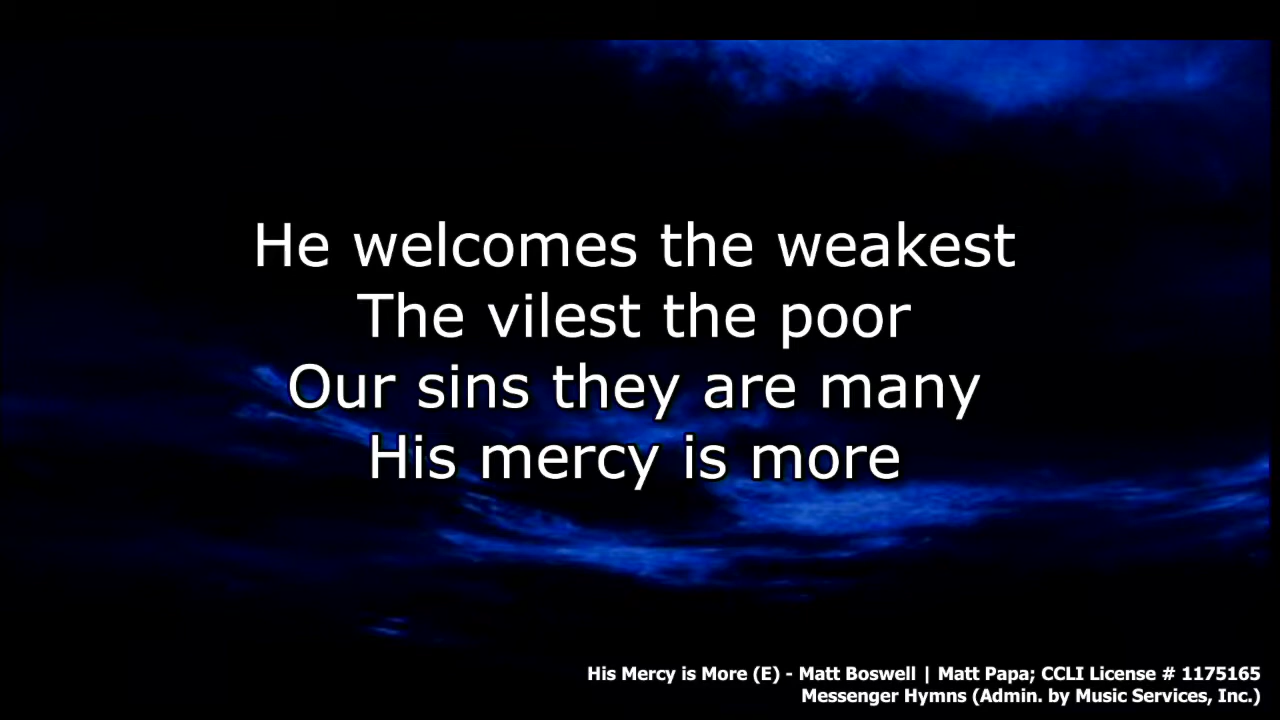 He welcomes the weakest
The vilest the poor
Our sins they are many
His mercy is more
His Mercy is More (E) - Matt Boswell | Matt Papa; CCLI License # 1175165
Messenger Hymns (Admin. by Music Services, Inc.)